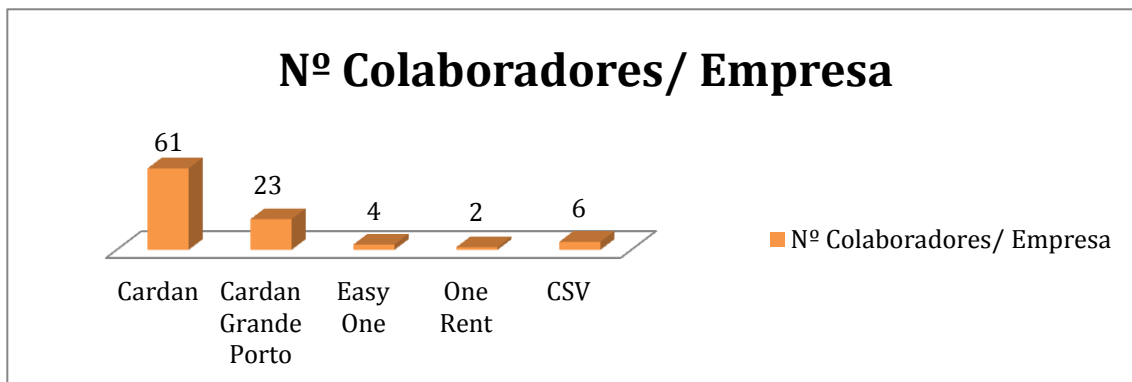 Nº Colaboradores/ Empresa
61
23
4
2
6
Cardan
Cardan
Grande
Porto
Easy
One
One
Rent
CSV
Nº Colaboradores/ Empresa